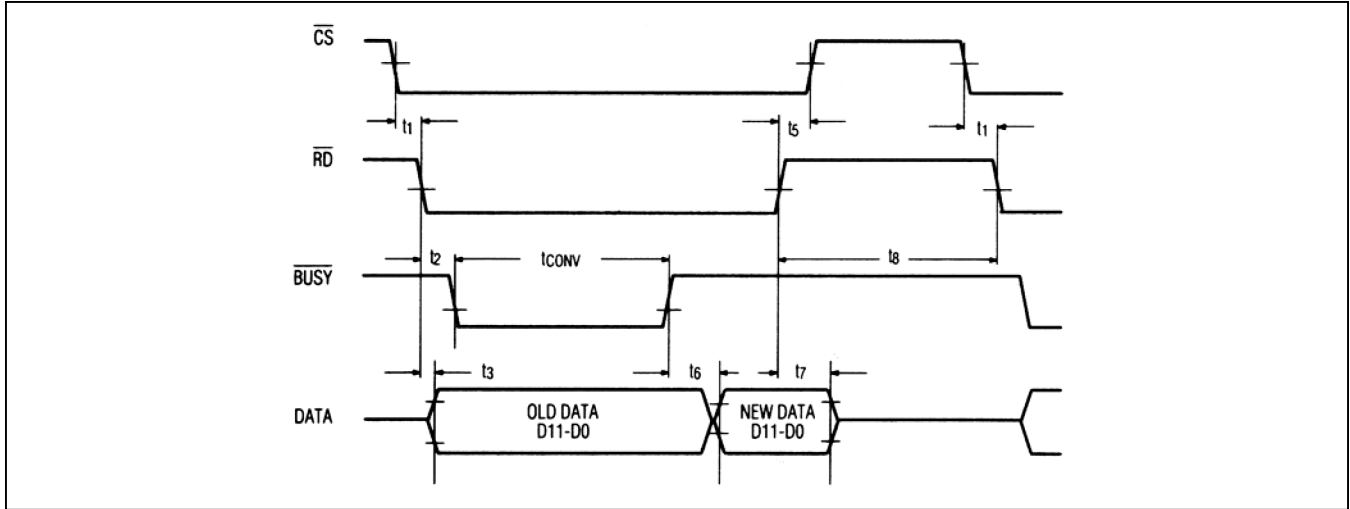 CS
t1
t5
t1
RD
t2
tCONV
t8
BUSY
t3
t6
t7
DATA
OLD DATA
D11-D0
NEW DATA
D11-D0